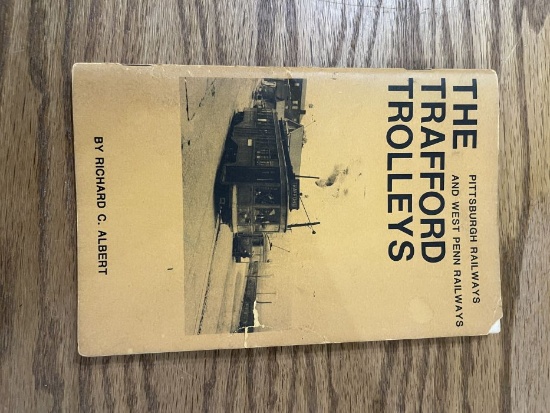 THE
TRAFFORD
TROLLEYS
PITTSBURGH RAILWAYS
AND WEST PENN RAILWAYS
BY RICHARD C. ALBERT